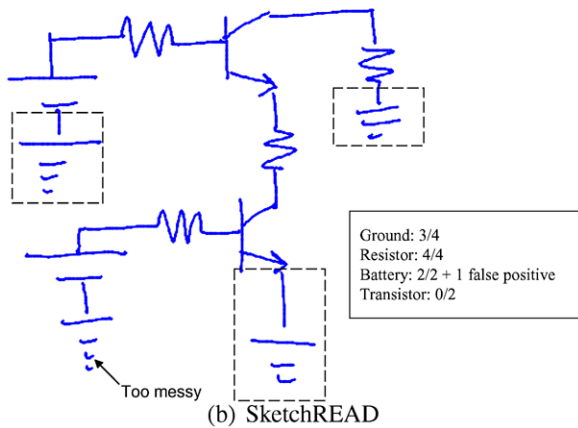 Ground: 3/4
Resistor: 4/4
Battery: 2/2 + 1 false positive
Transistor: 0/2
Too messy
(b) SketchREAD